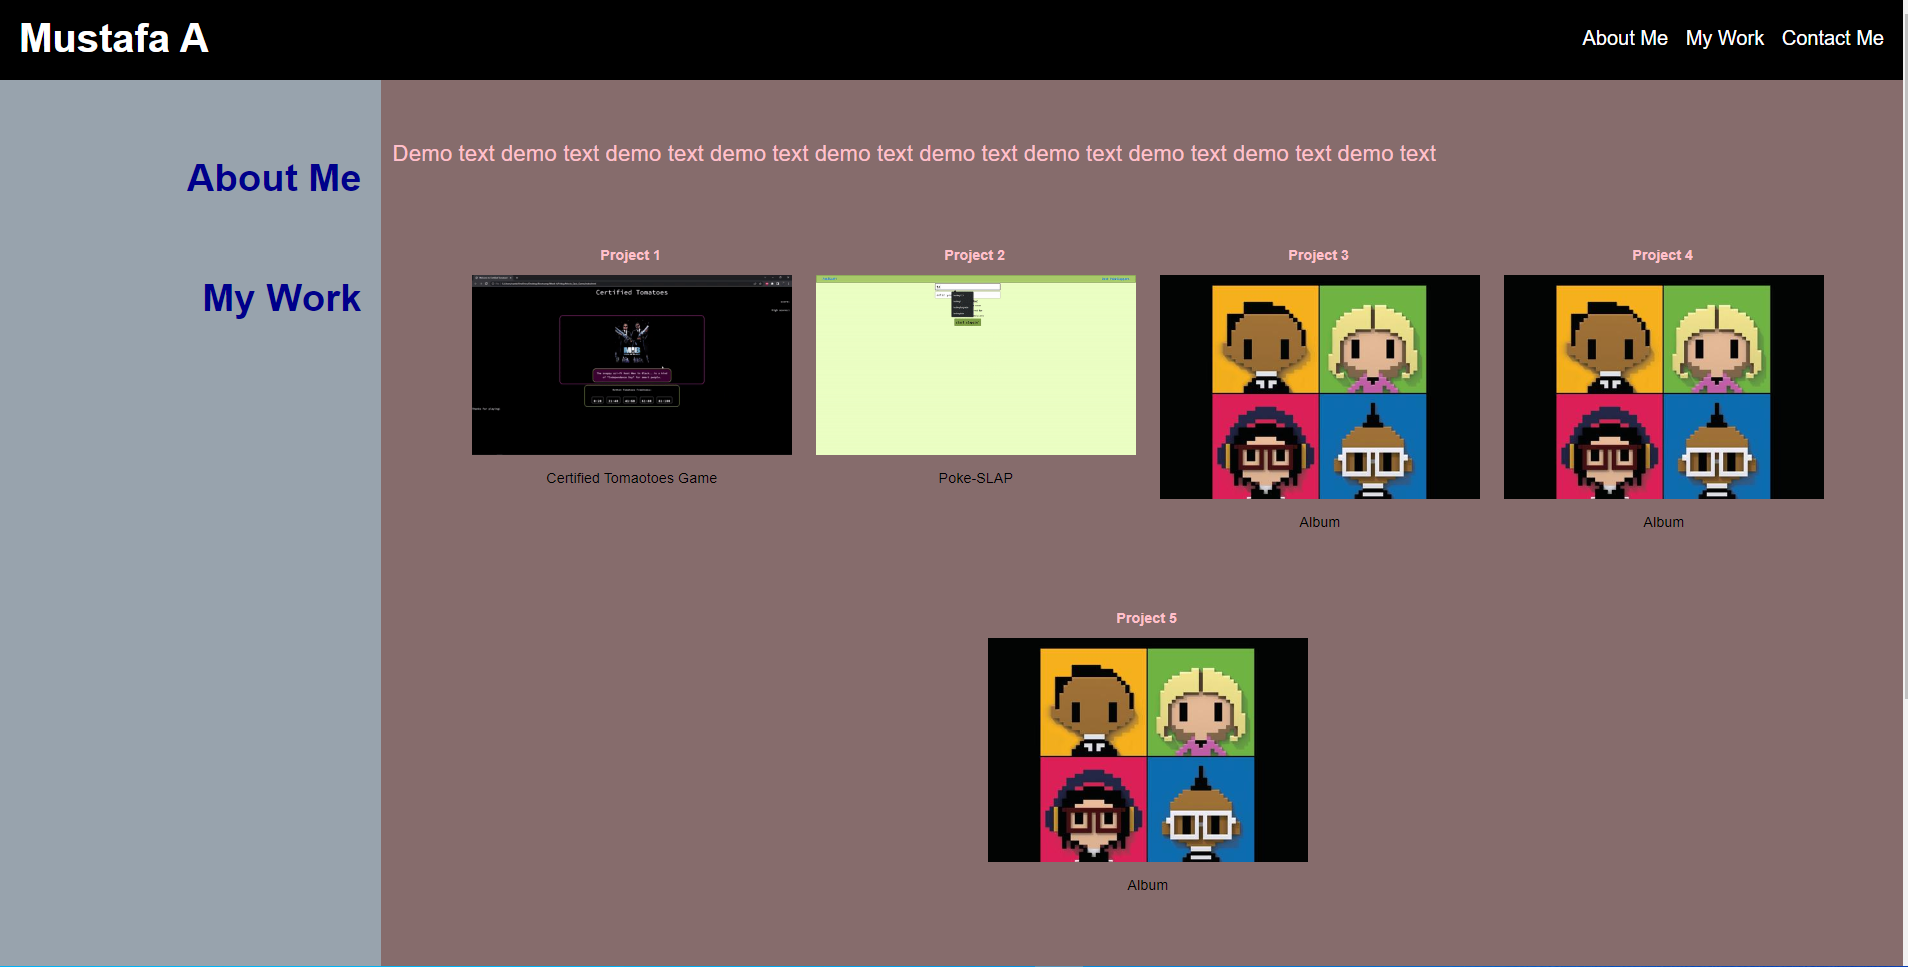 Mustafa A
About Me My Work Contact Me
About Me
Demo text demo text demo text demo text demo text demo text demo text demo text demo text demo text
My Work
Project 1
Certified Tomatoes
Certified Tomaotoes Game
Project 2
Poke-SLAP
Project 3
Album
Project 4
Album
Project 5
Album